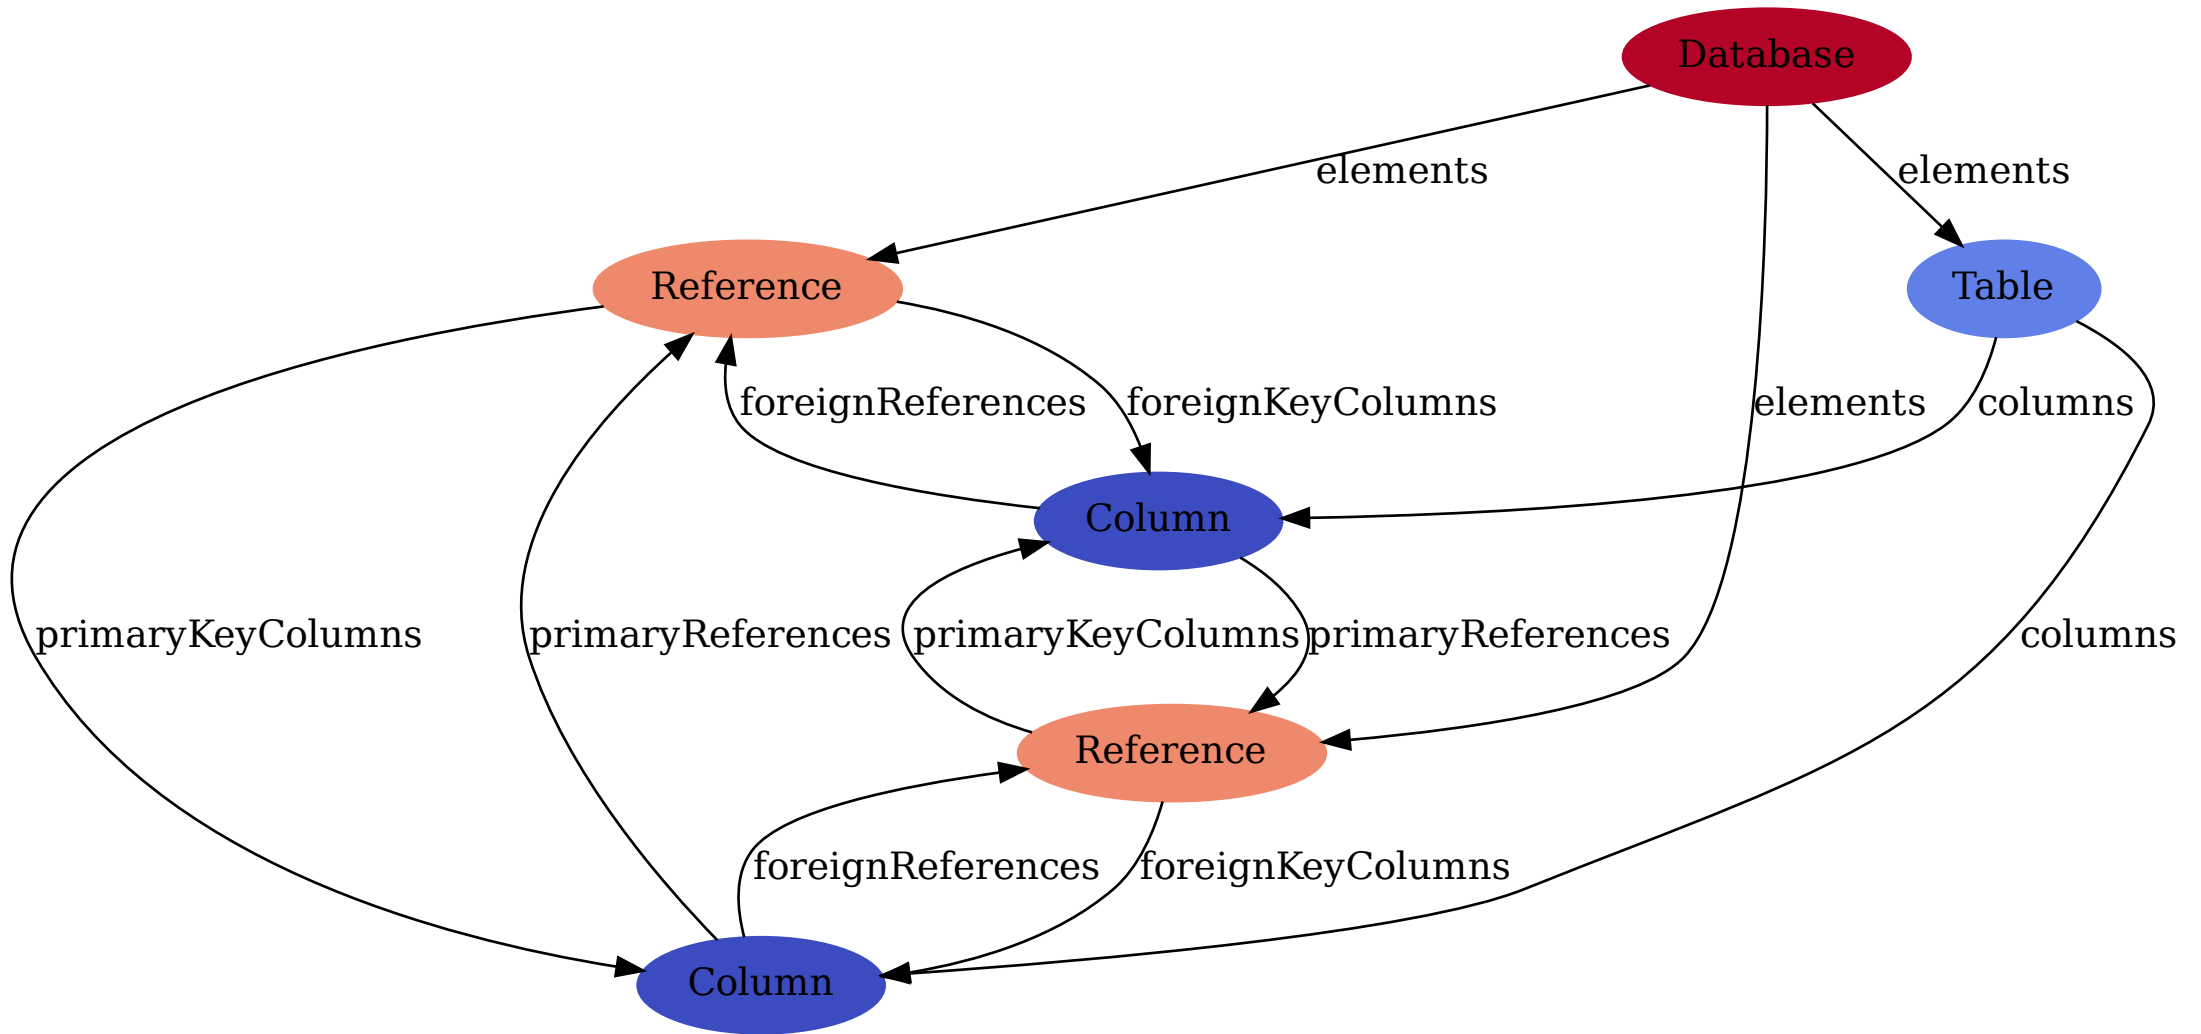 Database
elements
elements
Reference
Table
foreignReferences
foreignKeyColumns
elements
columns
Column
primaryKeyColumns
primaryReferences
primaryKeyColumns
primaryReferences
columns
Reference
foreignReferences
foreignKeyColumns
Column